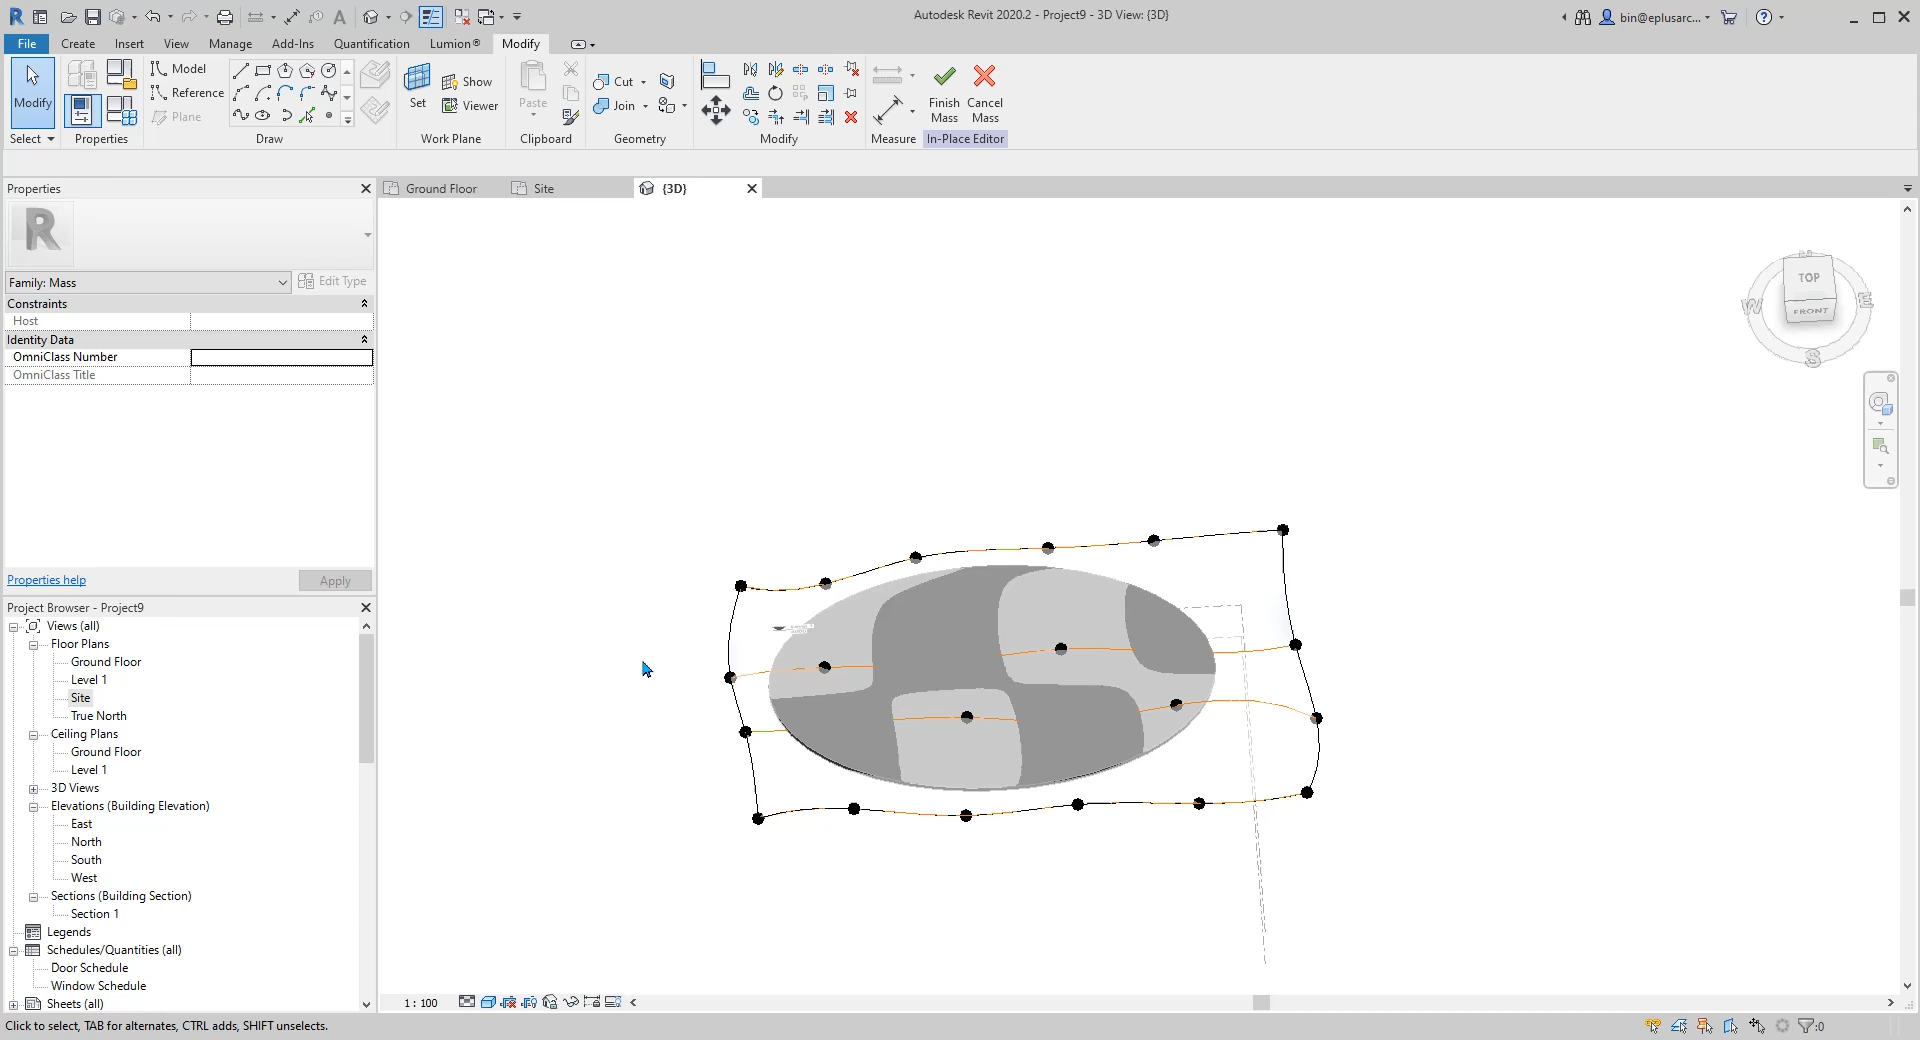 Autodesk Revit 2020.2 - Project9 - 3D View: {3D}
bin@eplusarc...
File Create Insert View Manage Add-Ins Quantification Lumion® Modify
Modify
Model
Reference
Plane
Set
Show
Viewer
Paste
Cut
Join
Finish Mass
Cancel Mass
Select Properties Draw Work Plane Clipboard Geometry Modify Measure In-Place Editor
Properties
Ground Floor
Site
{3D}
Family: Mass
Edit Type
Constraints
Host
Identity Data
OmniClass Number
OmniClass Title
Properties help
Apply
Project Browser - Project9
Views (all)
Floor Plans
Ground Floor
Level 1
Site
True North
Ceiling Plans
Ground Floor
Level 1
3D Views
Elevations (Building Elevation)
East
North
South
West
Sections (Building Section)
Section 1
Legends
Schedules/Quantities (all)
Door Schedule
Window Schedule
Sheets (all)
TOP
FRONT
W
E
S
1 : 100
Click to select, TAB for alternates, CTRL adds, SHIFT unselects.
:0